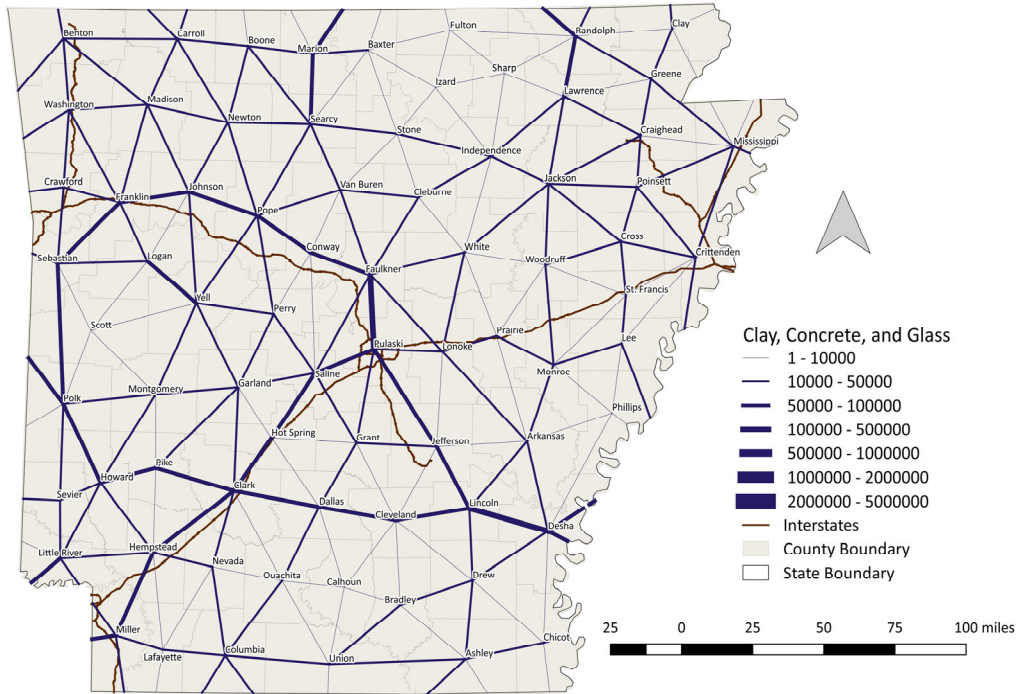 Benton
Carroll
Boone
Marion
Baxter
Fulton
Randolph
Clay
Sharp
Izard
Greene
Lawrence
Washington
Madison
Newton
Searcy
Stone
Independence
Craighead
Mississippi
Crawford
Franklin
Johnson
Van Buren
Cleburne
Jackson
Poinsett
Pope
Conway
White
Cross
Sebastian
Logan
Faulkner
Woodruff
Crittenden
Yell
Perry
St. Francis
Scott
Pulaski
Lonoke
Prairie
Lee
Polk
Montgomery
Garland
Saline
Monroe
Hot Spring
Grant
Jefferson
Arkansas
Phillips
Pike
Howard
Clark
Sevier
Dallas
Cleveland
Lincoln
Desha
Little River
Hempstead
Nevada
Ouachita
Calhoun
Drew
Bradley
Miller
Lafayette
Columbia
Union
Ashley
Chicot
Clay, Concrete, and Glass
1 - 10000
10000 - 50000
50000 - 100000
100000 - 500000
500000 - 1000000
1000000 - 2000000
2000000 - 5000000
Interstates
County Boundary
State Boundary
25 0 25 50 75 100 miles